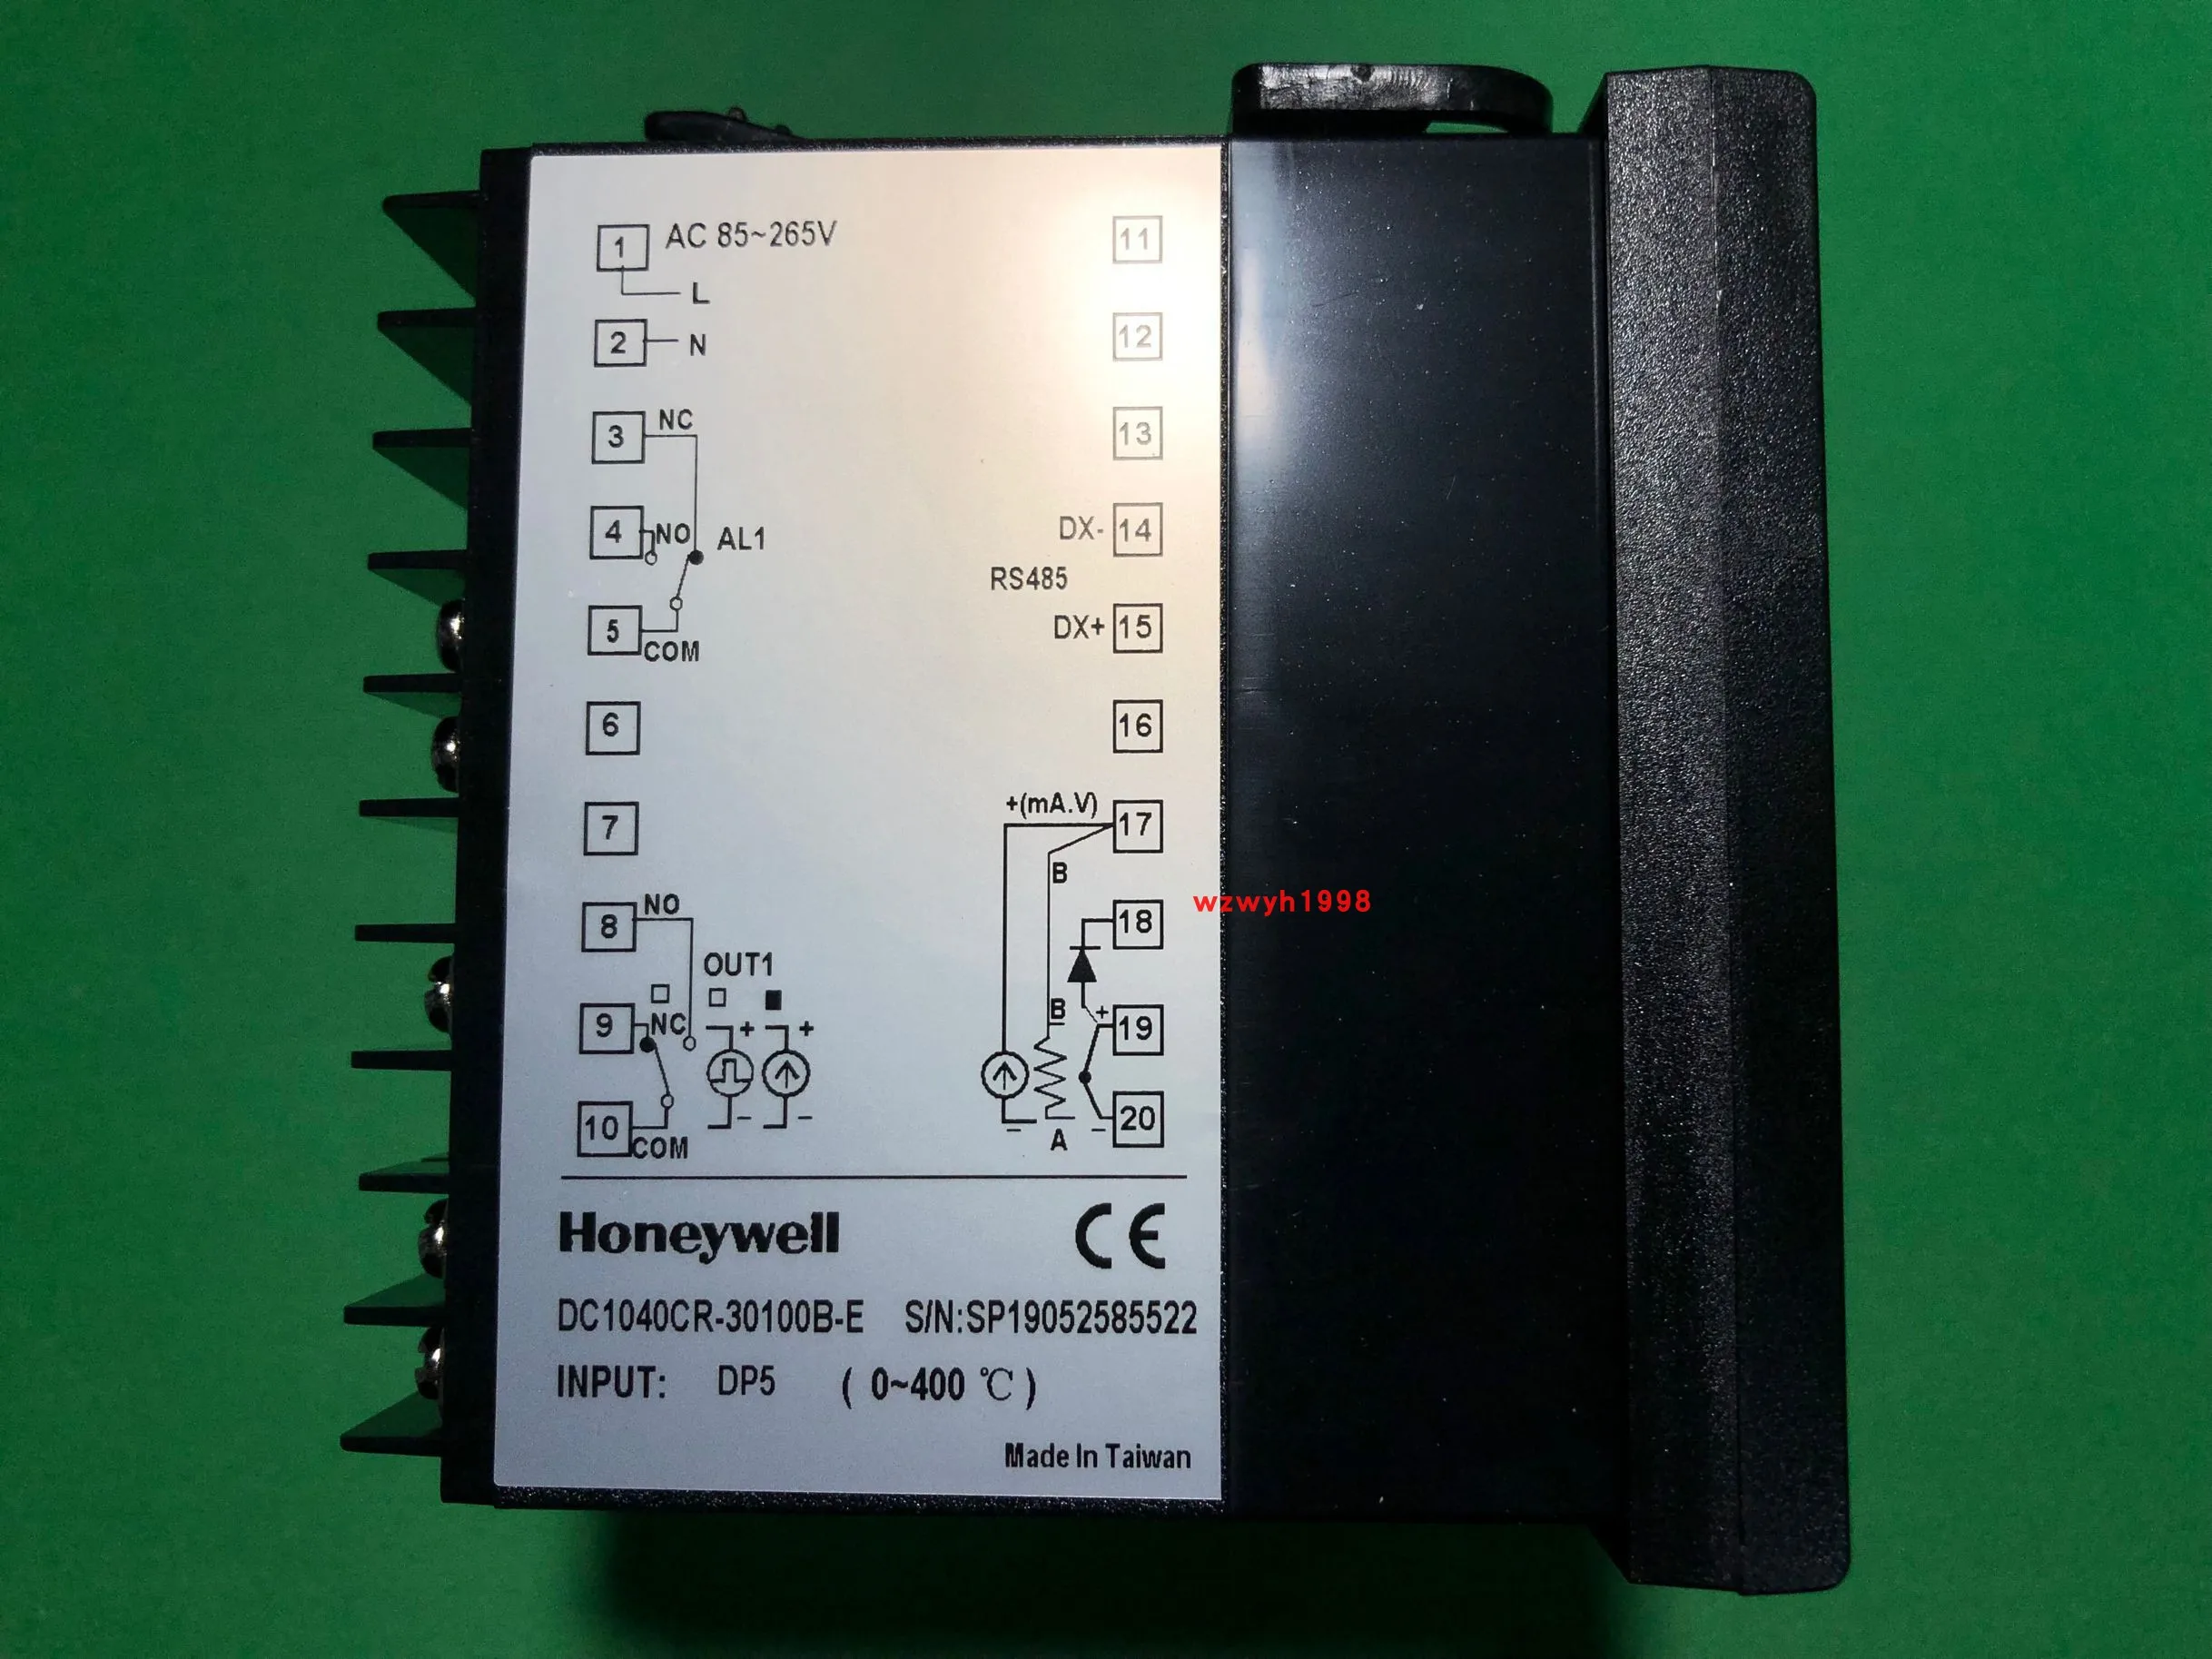 1 AC 85~265V
L
2 N
3 NC
4 NO AL1
5 COM
6
7
8 NO
OUT1
9 NC + +
10 COM - -
11
12
13
DX- 14
RS485
DX+ 15
16
+(mA.V) 17
B
18
B + 19
- A - 20
wzwyh1998
Honeywell CE
DC1040CR-30100B-E S/N:SP19052585522
INPUT: DP5 ( 0~400 ℃ )
Made In Taiwan